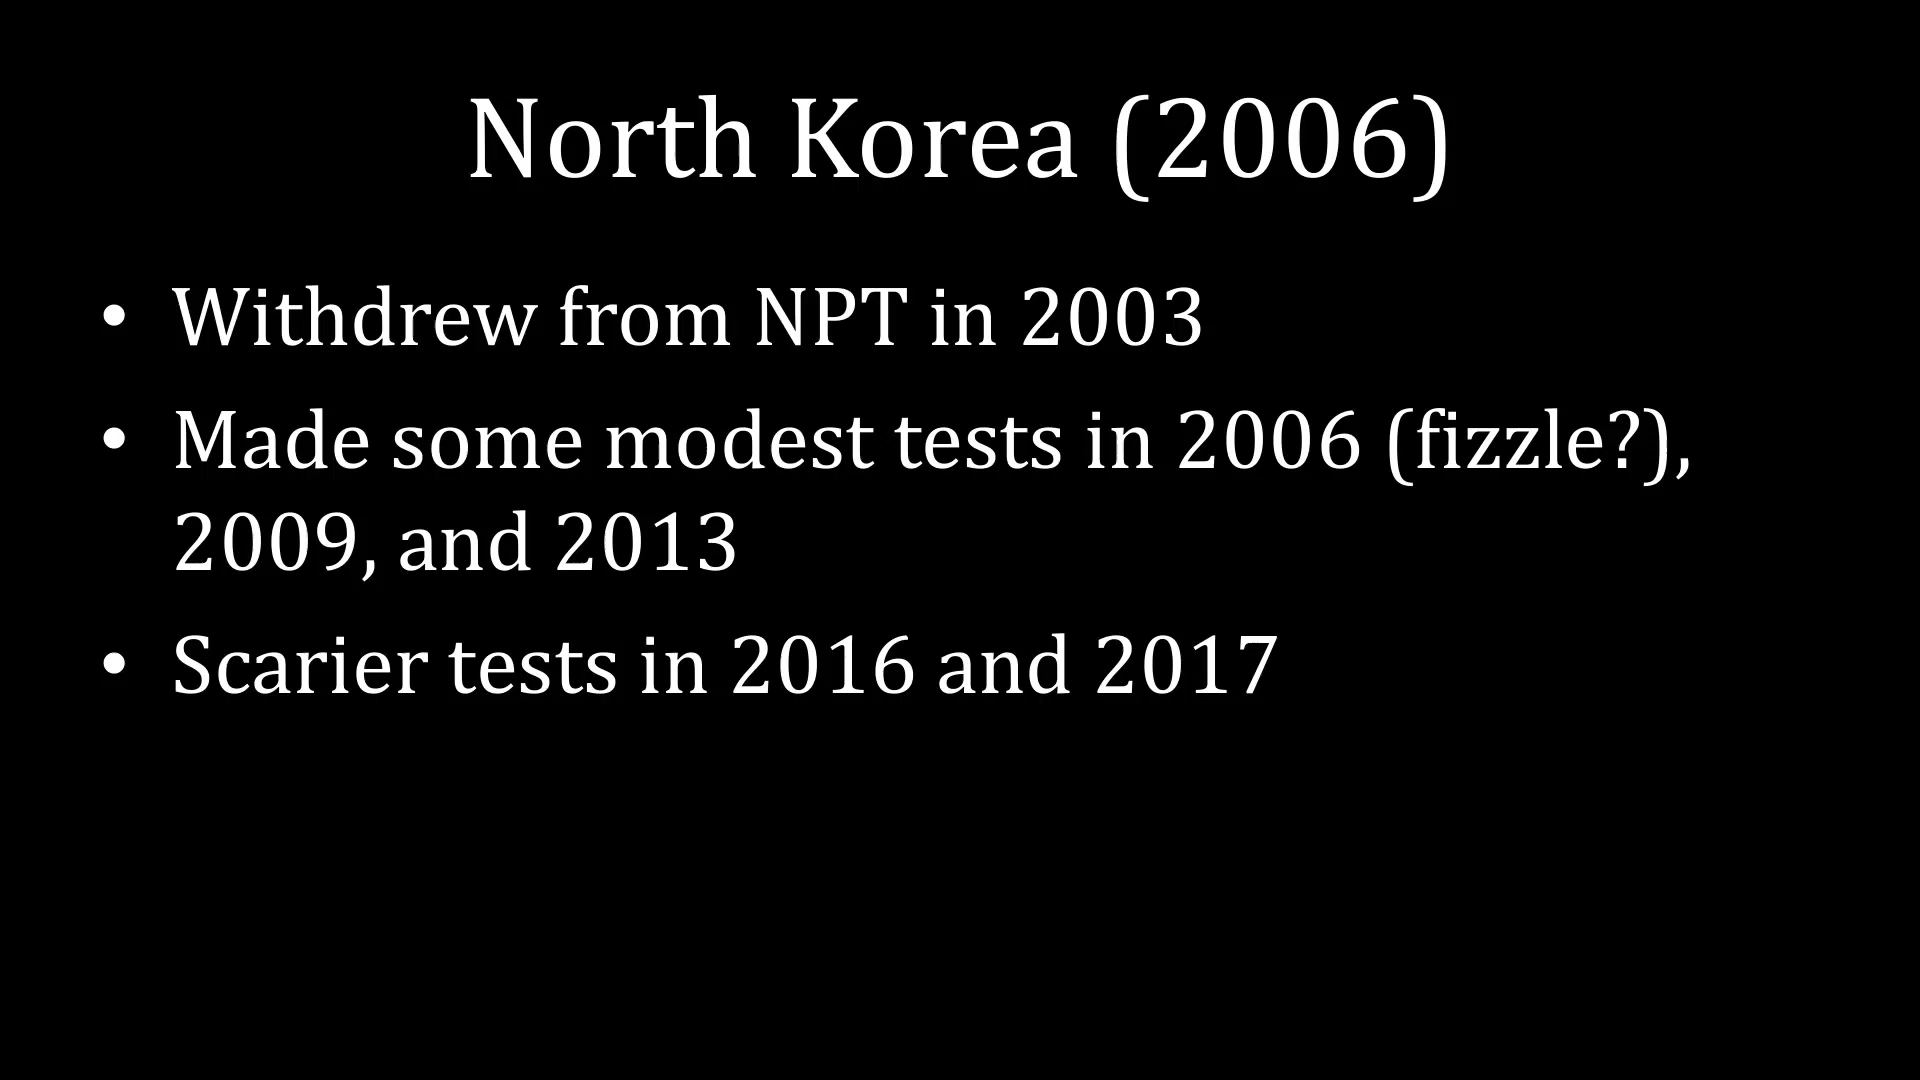 North Korea (2006)
• Withdrew from NPT in 2003
• Made some modest tests in 2006 (fizzle?),
2009, and 2013
• Scarier tests in 2016 and 2017